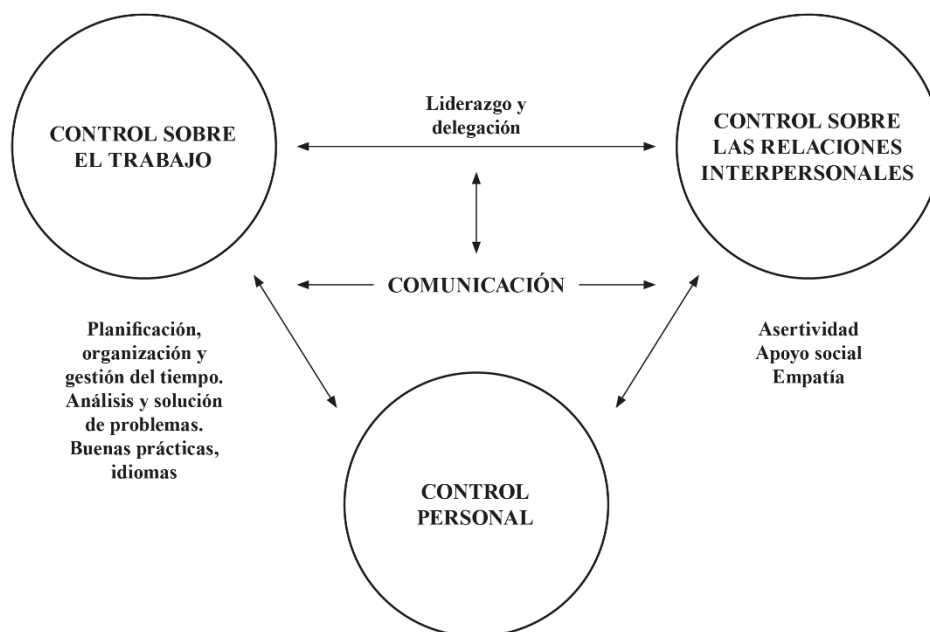 Liderazgo y
delegación
CONTROL SOBRE
EL TRABAJO
CONTROL SOBRE
LAS RELACIONES
INTERPERSONALES
COMUNICACIÓN
Planificación,
organización y
gestión del tiempo.
Análisis y solución
de problemas.
Buenas prácticas,
idiomas
Asertividad
Apoyo social
Empatía
CONTROL
PERSONAL